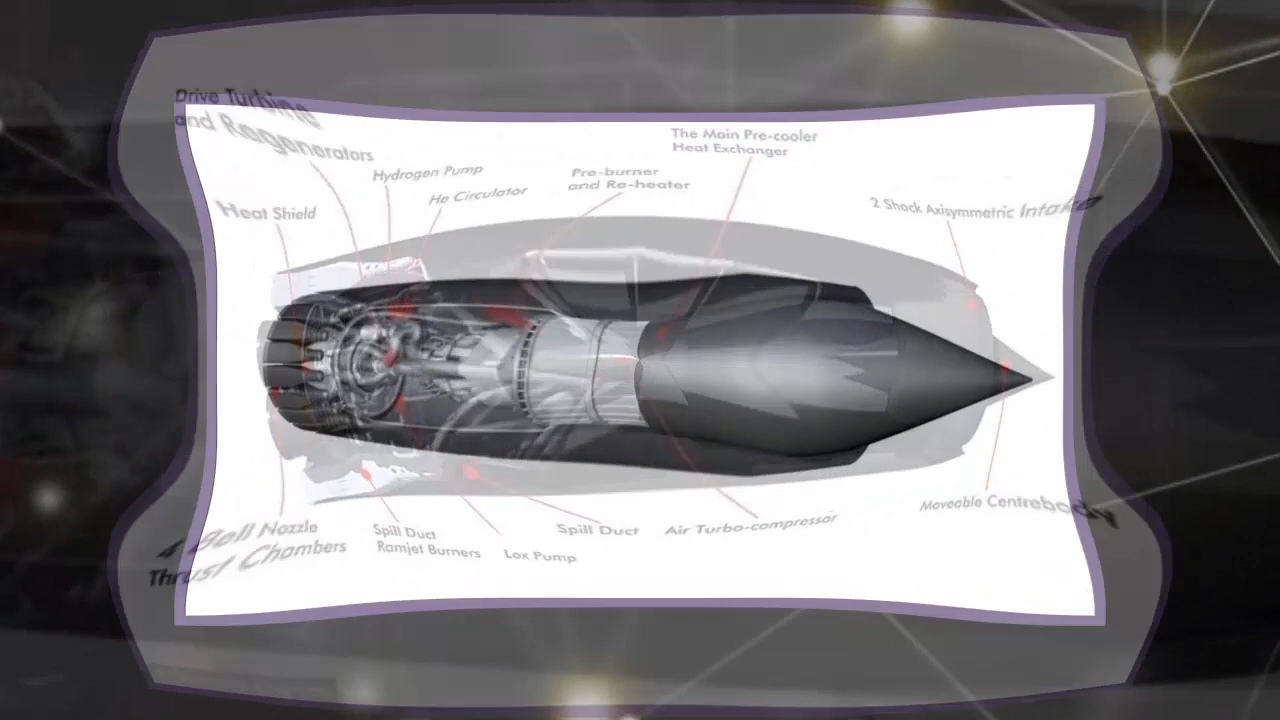 Drive Turbine
and Regenerators
The Main Pre-cooler
Heat Exchanger
Hydrogen Pump
Pre-burner
and Re-heater
He Circulator
Heat Shield
2 Shock Axisymmetric Intake
Moveable Centrebody
4 Bell Nozzle
Thrust Chambers
Spill Duct
Ramjet Burners
Lox Pump
Spill Duct
Air Turbo-compressor